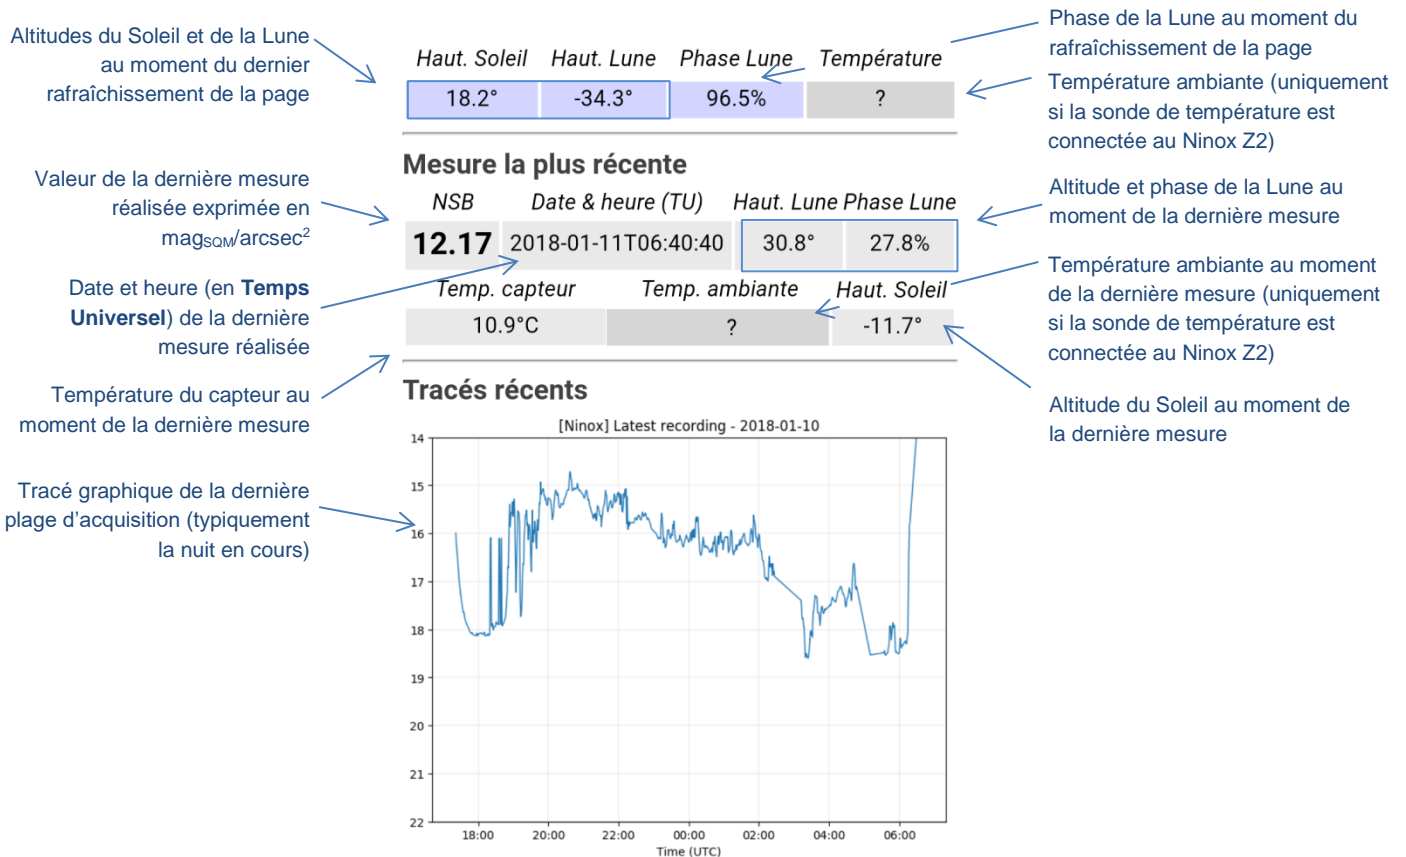 Altitudes du Soleil et de la Lune
au moment du dernier
rafraîchissement de la page
Haut. Soleil Haut. Lune Phase Lune Température
18.2° -34.3° 96.5% ?
Phase de la Lune au moment du
rafraîchissement de la page
Température ambiante (uniquement
si la sonde de température est
connectée au Ninox Z2)
Mesure la plus récente
NSB Date & heure (TU) Haut. Lune Phase Lune
12.17 2018-01-11T06:40:40 30.8° 27.8%
Valeur de la dernière mesure
réalisée exprimée en
magSQM/arcsec2
Altitude et phase de la Lune au
moment de la dernière mesure
Date et heure (en Temps
Universel) de la dernière
mesure réalisée
Temp. capteur Temp. ambiante Haut. Soleil
10.9°C ? -11.7°
Température ambiante au moment
de la dernière mesure (uniquement
si la sonde de température est
connectée au Ninox Z2)
Température du capteur au
moment de la dernière mesure
Altitude du Soleil au moment de
la dernière mesure
Tracés récents
Tracé graphique de la dernière
plage d’acquisition (typiquement
la nuit en cours)
[Ninox] Latest recording - 2018-01-10
14
15
16
17
18
19
20
21
22
18:00 20:00 22:00 00:00 02:00 04:00 06:00
Time (UTC)